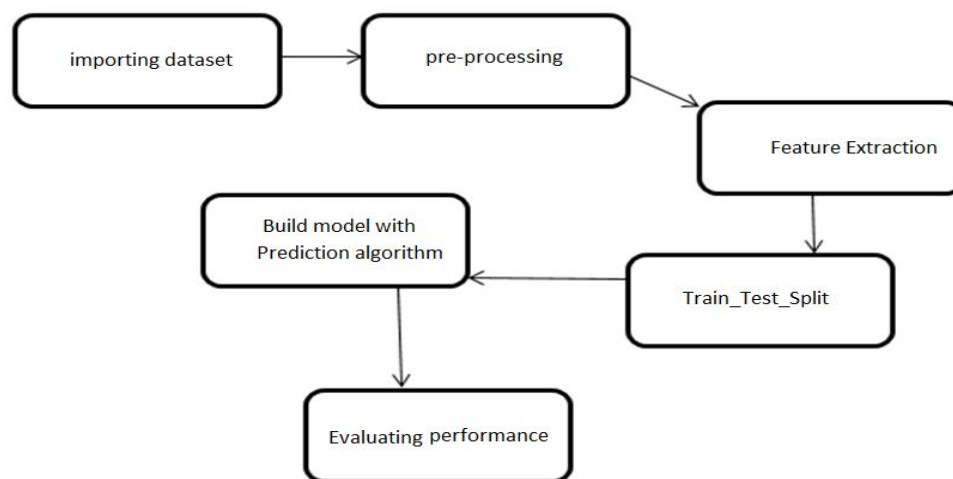 importing dataset
pre-processing
Feature Extraction
Train_Test_Split
Build model with
Prediction algorithm
Evaluating performance